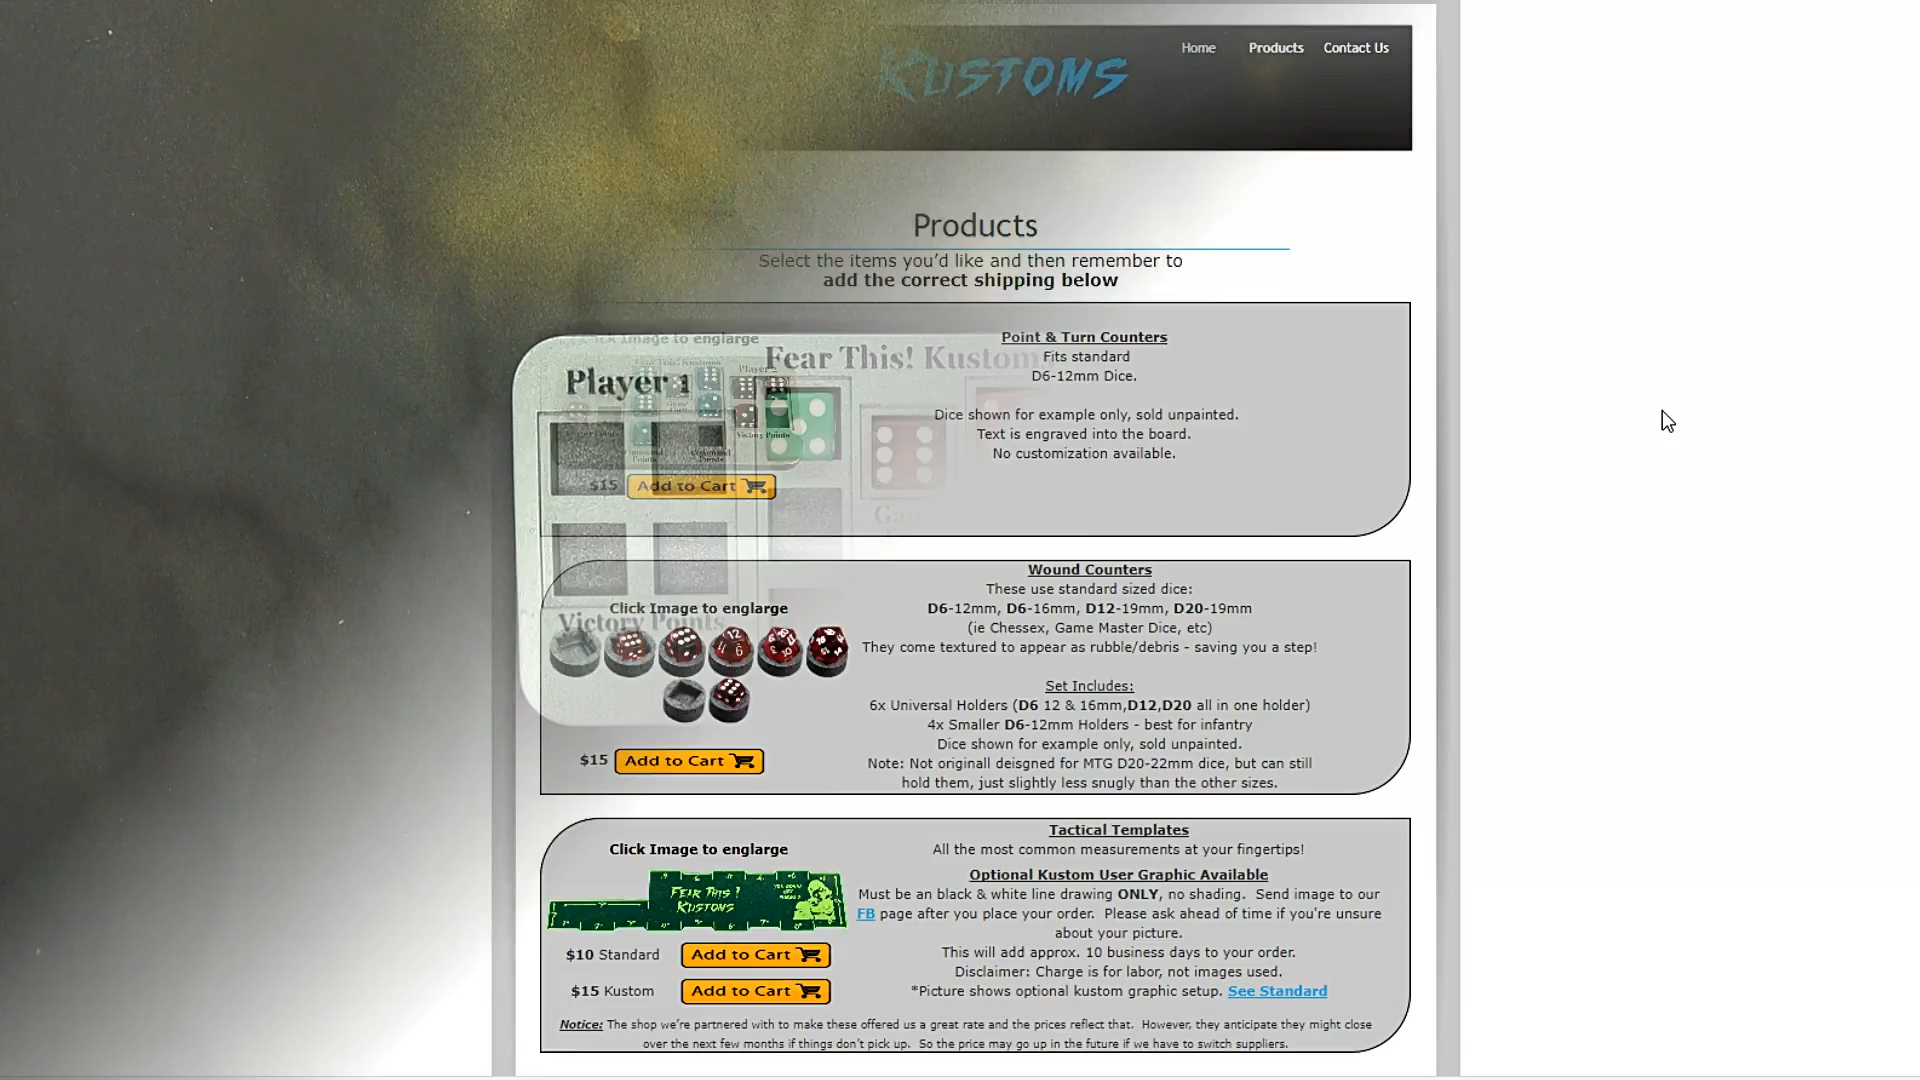 Kustoms
Home Products Contact Us
Products
Select the items you’d like and then remember to
add the correct shipping below
Click Image to englarge
Fear This! Kustom
Player 1
Player
Victory Points
$15 Add to Cart
Victory Points
Point & Turn Counters
Fits standard
D6-12mm Dice.
Dice shown for example only, sold unpainted.
Text is engraved into the board.
No customization available.
Click Image to englarge
$15 Add to Cart
Wound Counters
These use standard sized dice:
D6-12mm, D6-16mm, D12-19mm, D20-19mm
(ie Chessex, Game Master Dice, etc)
They come textured to appear as rubble/debris - saving you a step!
Set Includes:
6x Universal Holders (D6 12 & 16mm,D12,D20 all in one holder)
4x Smaller D6-12mm Holders - best for infantry
Dice shown for example only, sold unpainted.
Note: Not originall deisgned for MTG D20-22mm dice, but can still
hold them, just slightly less snugly than the other sizes.
Click Image to englarge
Fear This!
Kustoms
$10 Standard Add to Cart
$15 Kustom Add to Cart
Tactical Templates
All the most common measurements at your fingertips!
Optional Kustom User Graphic Available
Must be an black & white line drawing ONLY, no shading. Send image to our
FB page after you place your order. Please ask ahead of time if you're unsure
about your picture.
This will add approx. 10 business days to your order.
Disclaimer: Charge is for labor, not images used.
*Picture shows optional kustom graphic setup. See Standard
Notice: The shop we’re partnered with to make these offered us a great rate and the prices reflect that. However, they anticipate they might close
over the next few months if things don’t pick up. So the price may go up in the future if we have to switch suppliers.